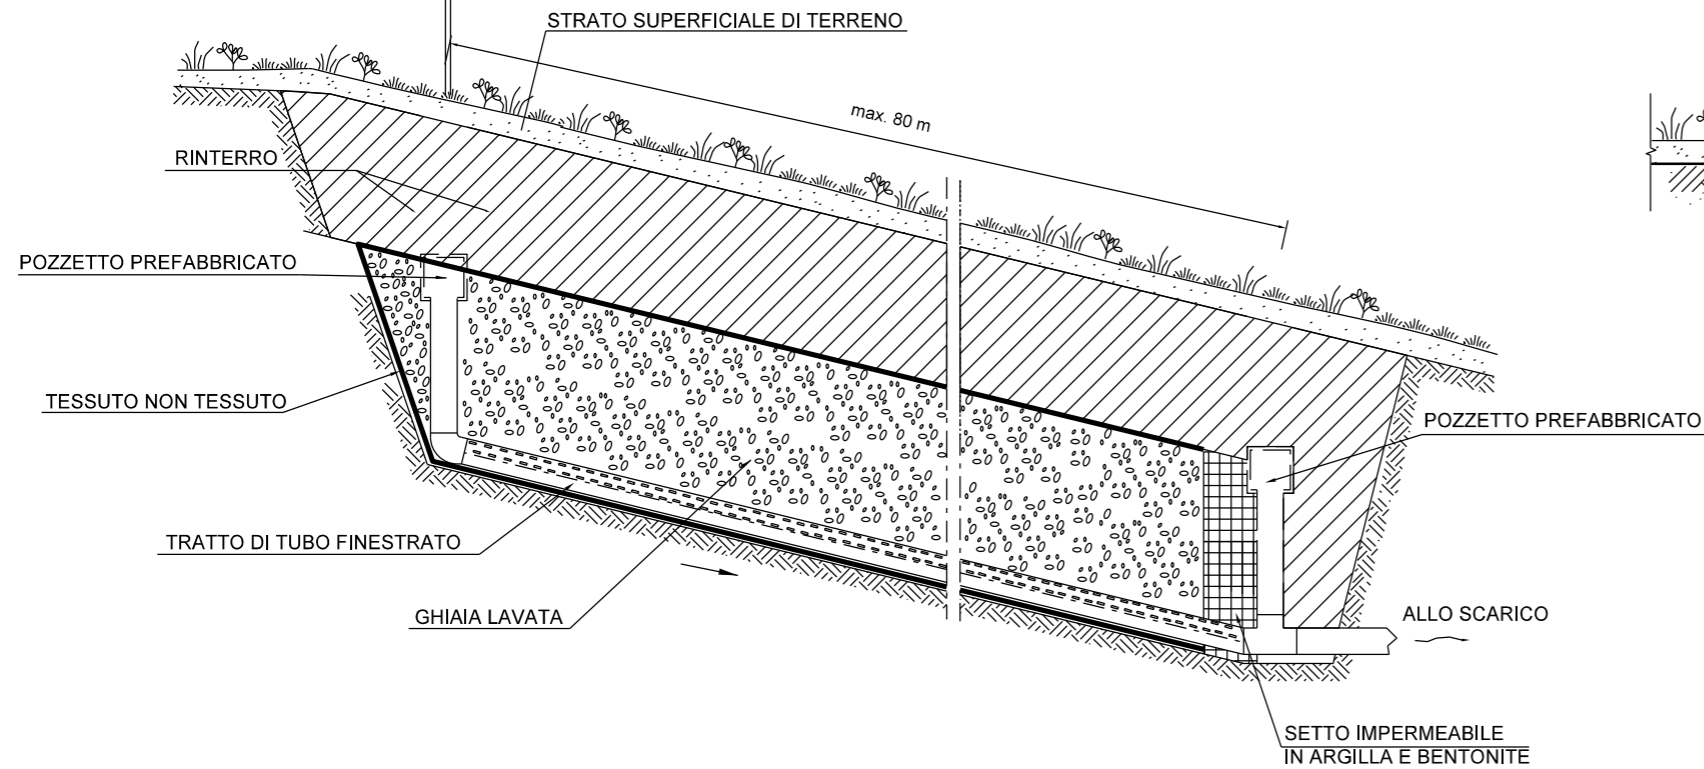 STRATO SUPERFICIALE DI TERRENO
max. 80 m
RINTERRO
POZZETTO PREFABBRICATO
TESSUTO NON TESSUTO
POZZETTO PREFABBRICATO
TRATTO DI TUBO FINESTRATO
GHIAIA LAVATA
ALLO SCARICO
SETTO IMPERMEABILE
IN ARGILLA E BENTONITE